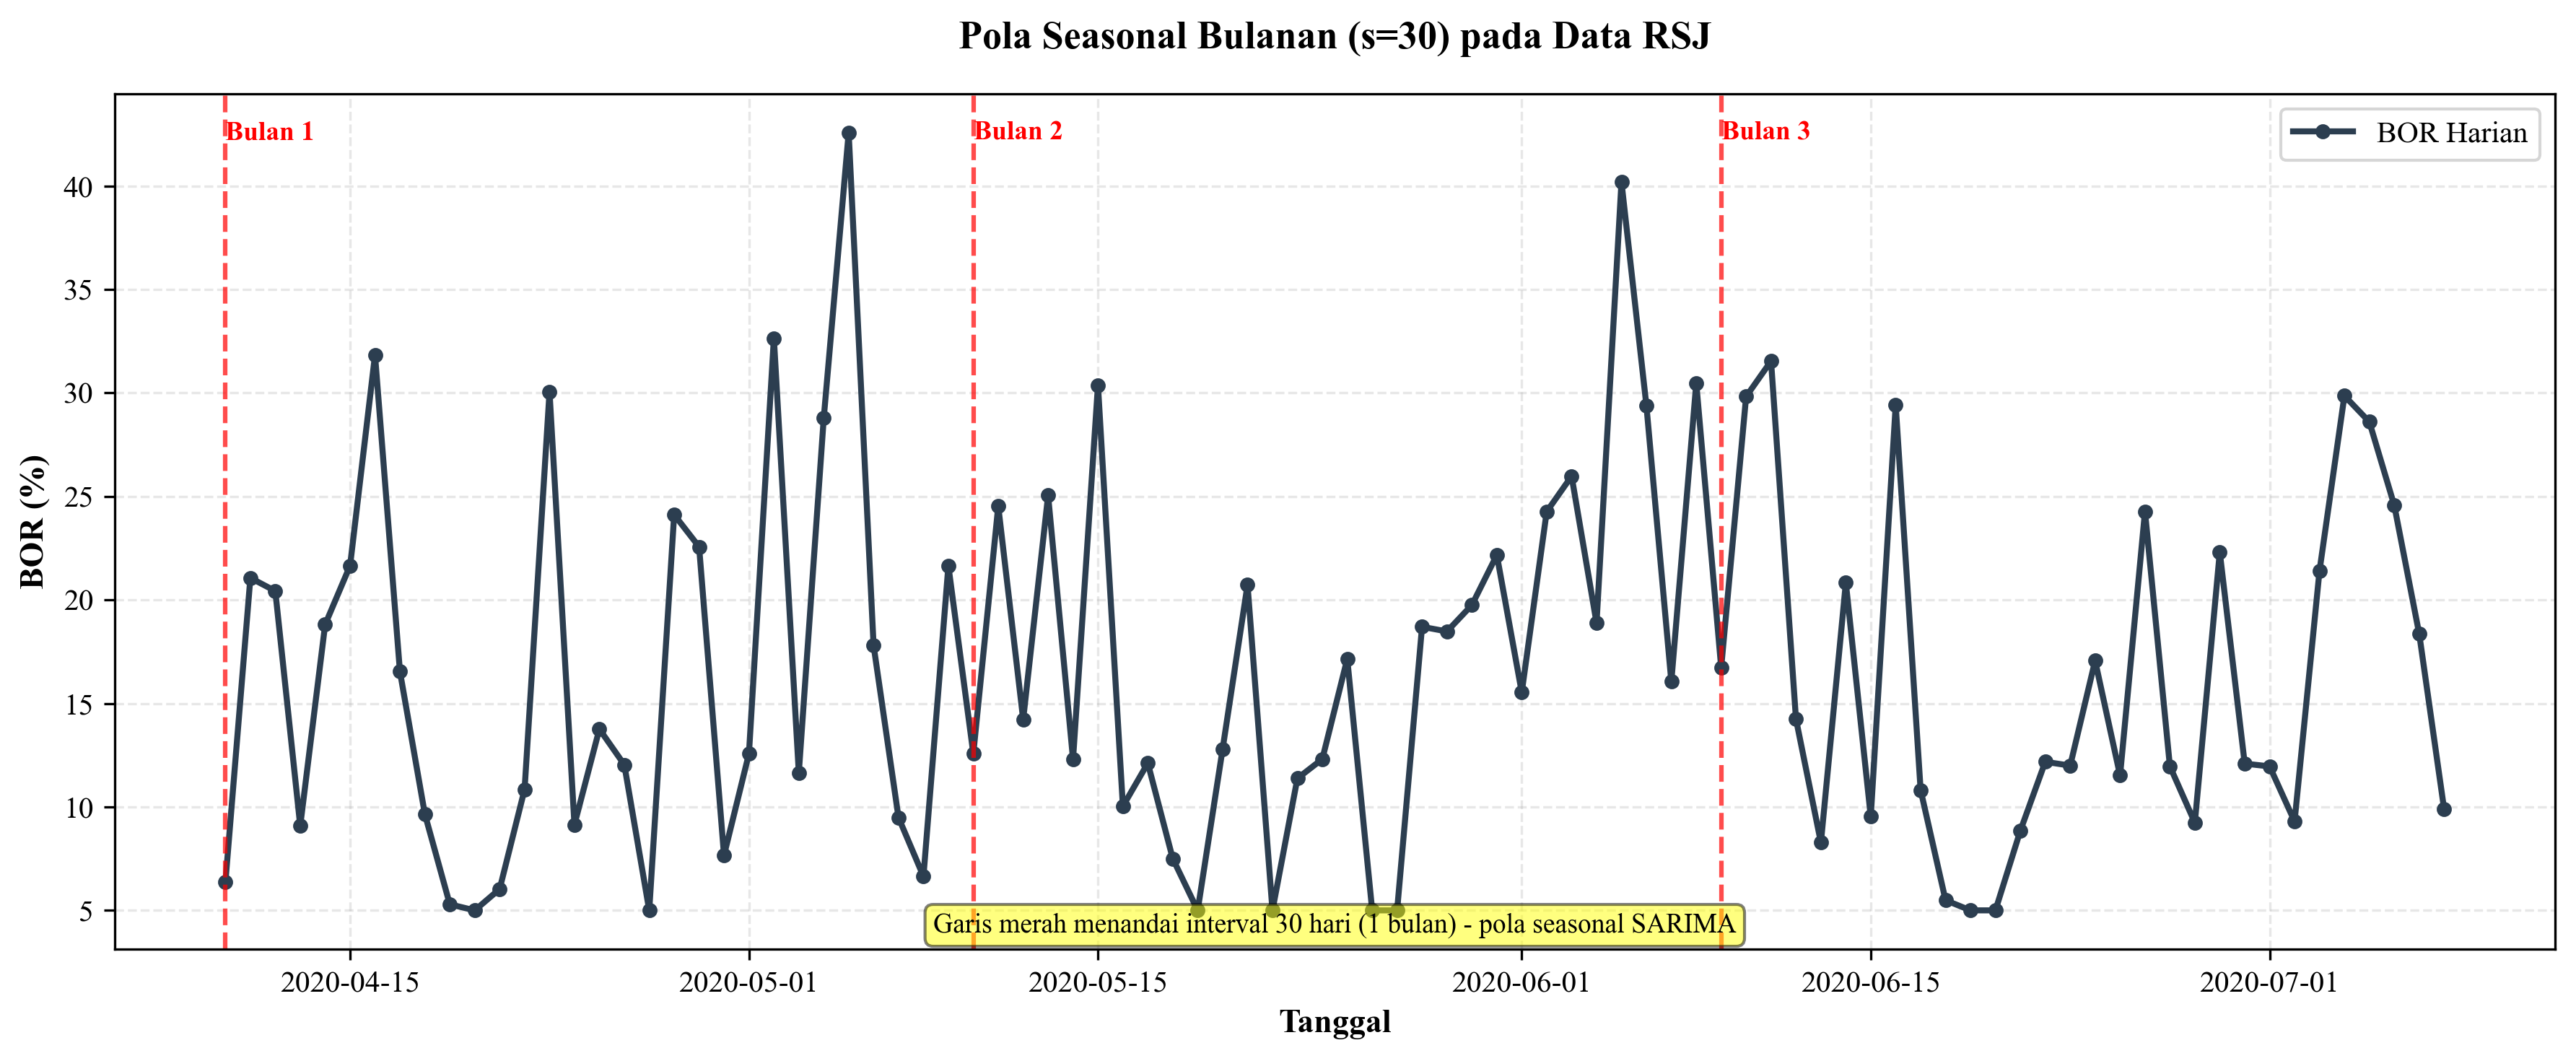 Pola Seasonal Bulanan (s=30) pada Data RSJ
Bulan 1
Bulan 2
Bulan 3
BOR Harian
40
35
30
25
20
15
10
5
BOR (%)
Garis merah menandai interval 30 hari (1 bulan) - pola seasonal SARIMA
2020-04-15
2020-05-01
2020-05-15
2020-06-01
2020-06-15
2020-07-01
Tanggal